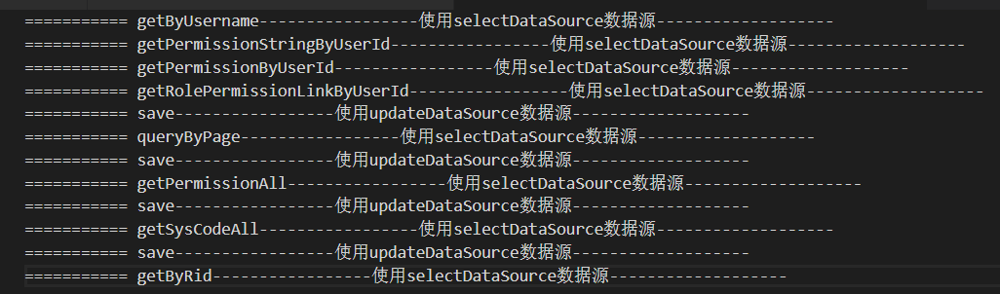 =========== getByUsername-----------------使用selectDataSource数据源-------------------
=========== getPermissionStringByUserId-----------------使用selectDataSource数据源-------------------
=========== getPermissionByUserId-----------------使用selectDataSource数据源-------------------
=========== getRolePermissionLinkByUserId-----------------使用selectDataSource数据源-------------------
=========== save-----------------使用updateDataSource数据源-------------------
=========== queryByPage-----------------使用selectDataSource数据源-------------------
=========== save-----------------使用updateDataSource数据源-------------------
=========== getPermissionAll-----------------使用selectDataSource数据源-------------------
=========== save-----------------使用updateDataSource数据源-------------------
=========== getSysCodeAll-----------------使用selectDataSource数据源-------------------
=========== save-----------------使用updateDataSource数据源-------------------
=========== getByRid-----------------使用selectDataSource数据源-------------------